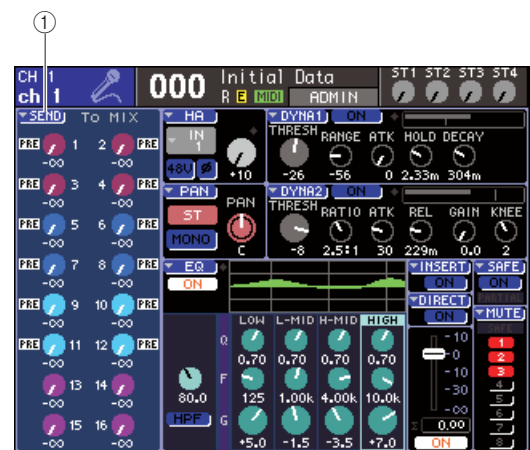 ①
CH 1
ch 1
000
Initial Data
R E MIDI ADMIN
ST1 ST2 ST3 ST4
SEND To MIX
PRE 1 2 PRE
-∞ -∞
PRE 3 4 PRE
-∞ -∞
PRE 5 6 PRE
-∞ -∞
PRE 7 8 PRE
-∞ -∞
PRE 9 10 PRE
-∞ -∞
PRE 11 12 PRE
-∞ -∞
13 14
-∞ -∞
15 16
-∞ -∞
HA
IN
1
48V ø
+10
PAN
ST
MONO
PAN
C
DYNA1 ON
THRESH RANGE ATK HOLD DECAY
-26 -56 0 2.33m 304m
DYNA2 ON
THRESH RATIO ATK REL GAIN KNEE
-8 2.5:1 30 229m 0.0 2
EQ
ON
LOW L-MID H-MID HIGH
Q
0.70 0.70 0.70 0.70
F
80.0 125 1.00k 4.00k 10.0k
HPF G
+5.0 -1.5 -3.5 +7.0
INSERT
ON
DIRECT
ON
-10
-0
-10
-30
-∞
Σ 0.00
ON
SAFE
ON
PARTIAL
MUTE
SAFE
1
2
3
4
5
6
7
8